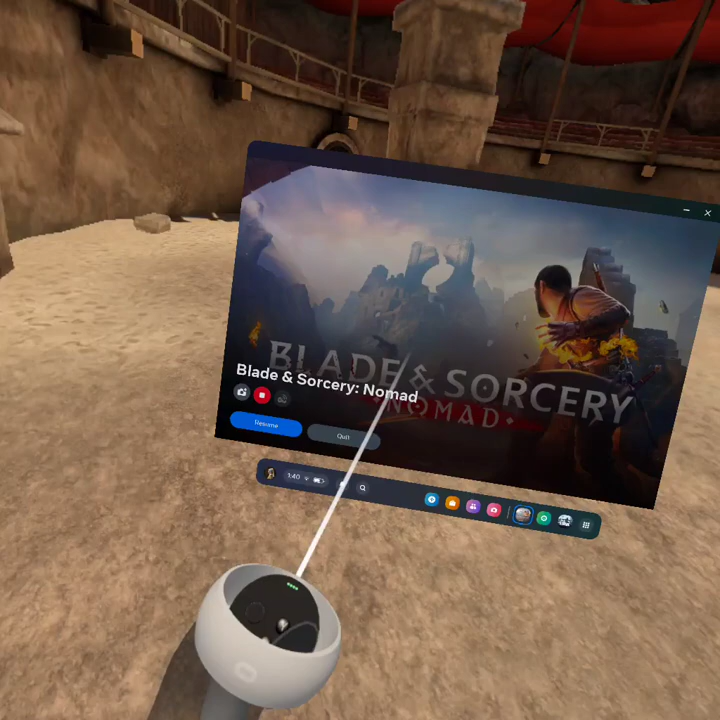 BLADE & SORCERY
NOMAD
Blade & Sorcery: Nomad
Resume
Quit
1:40